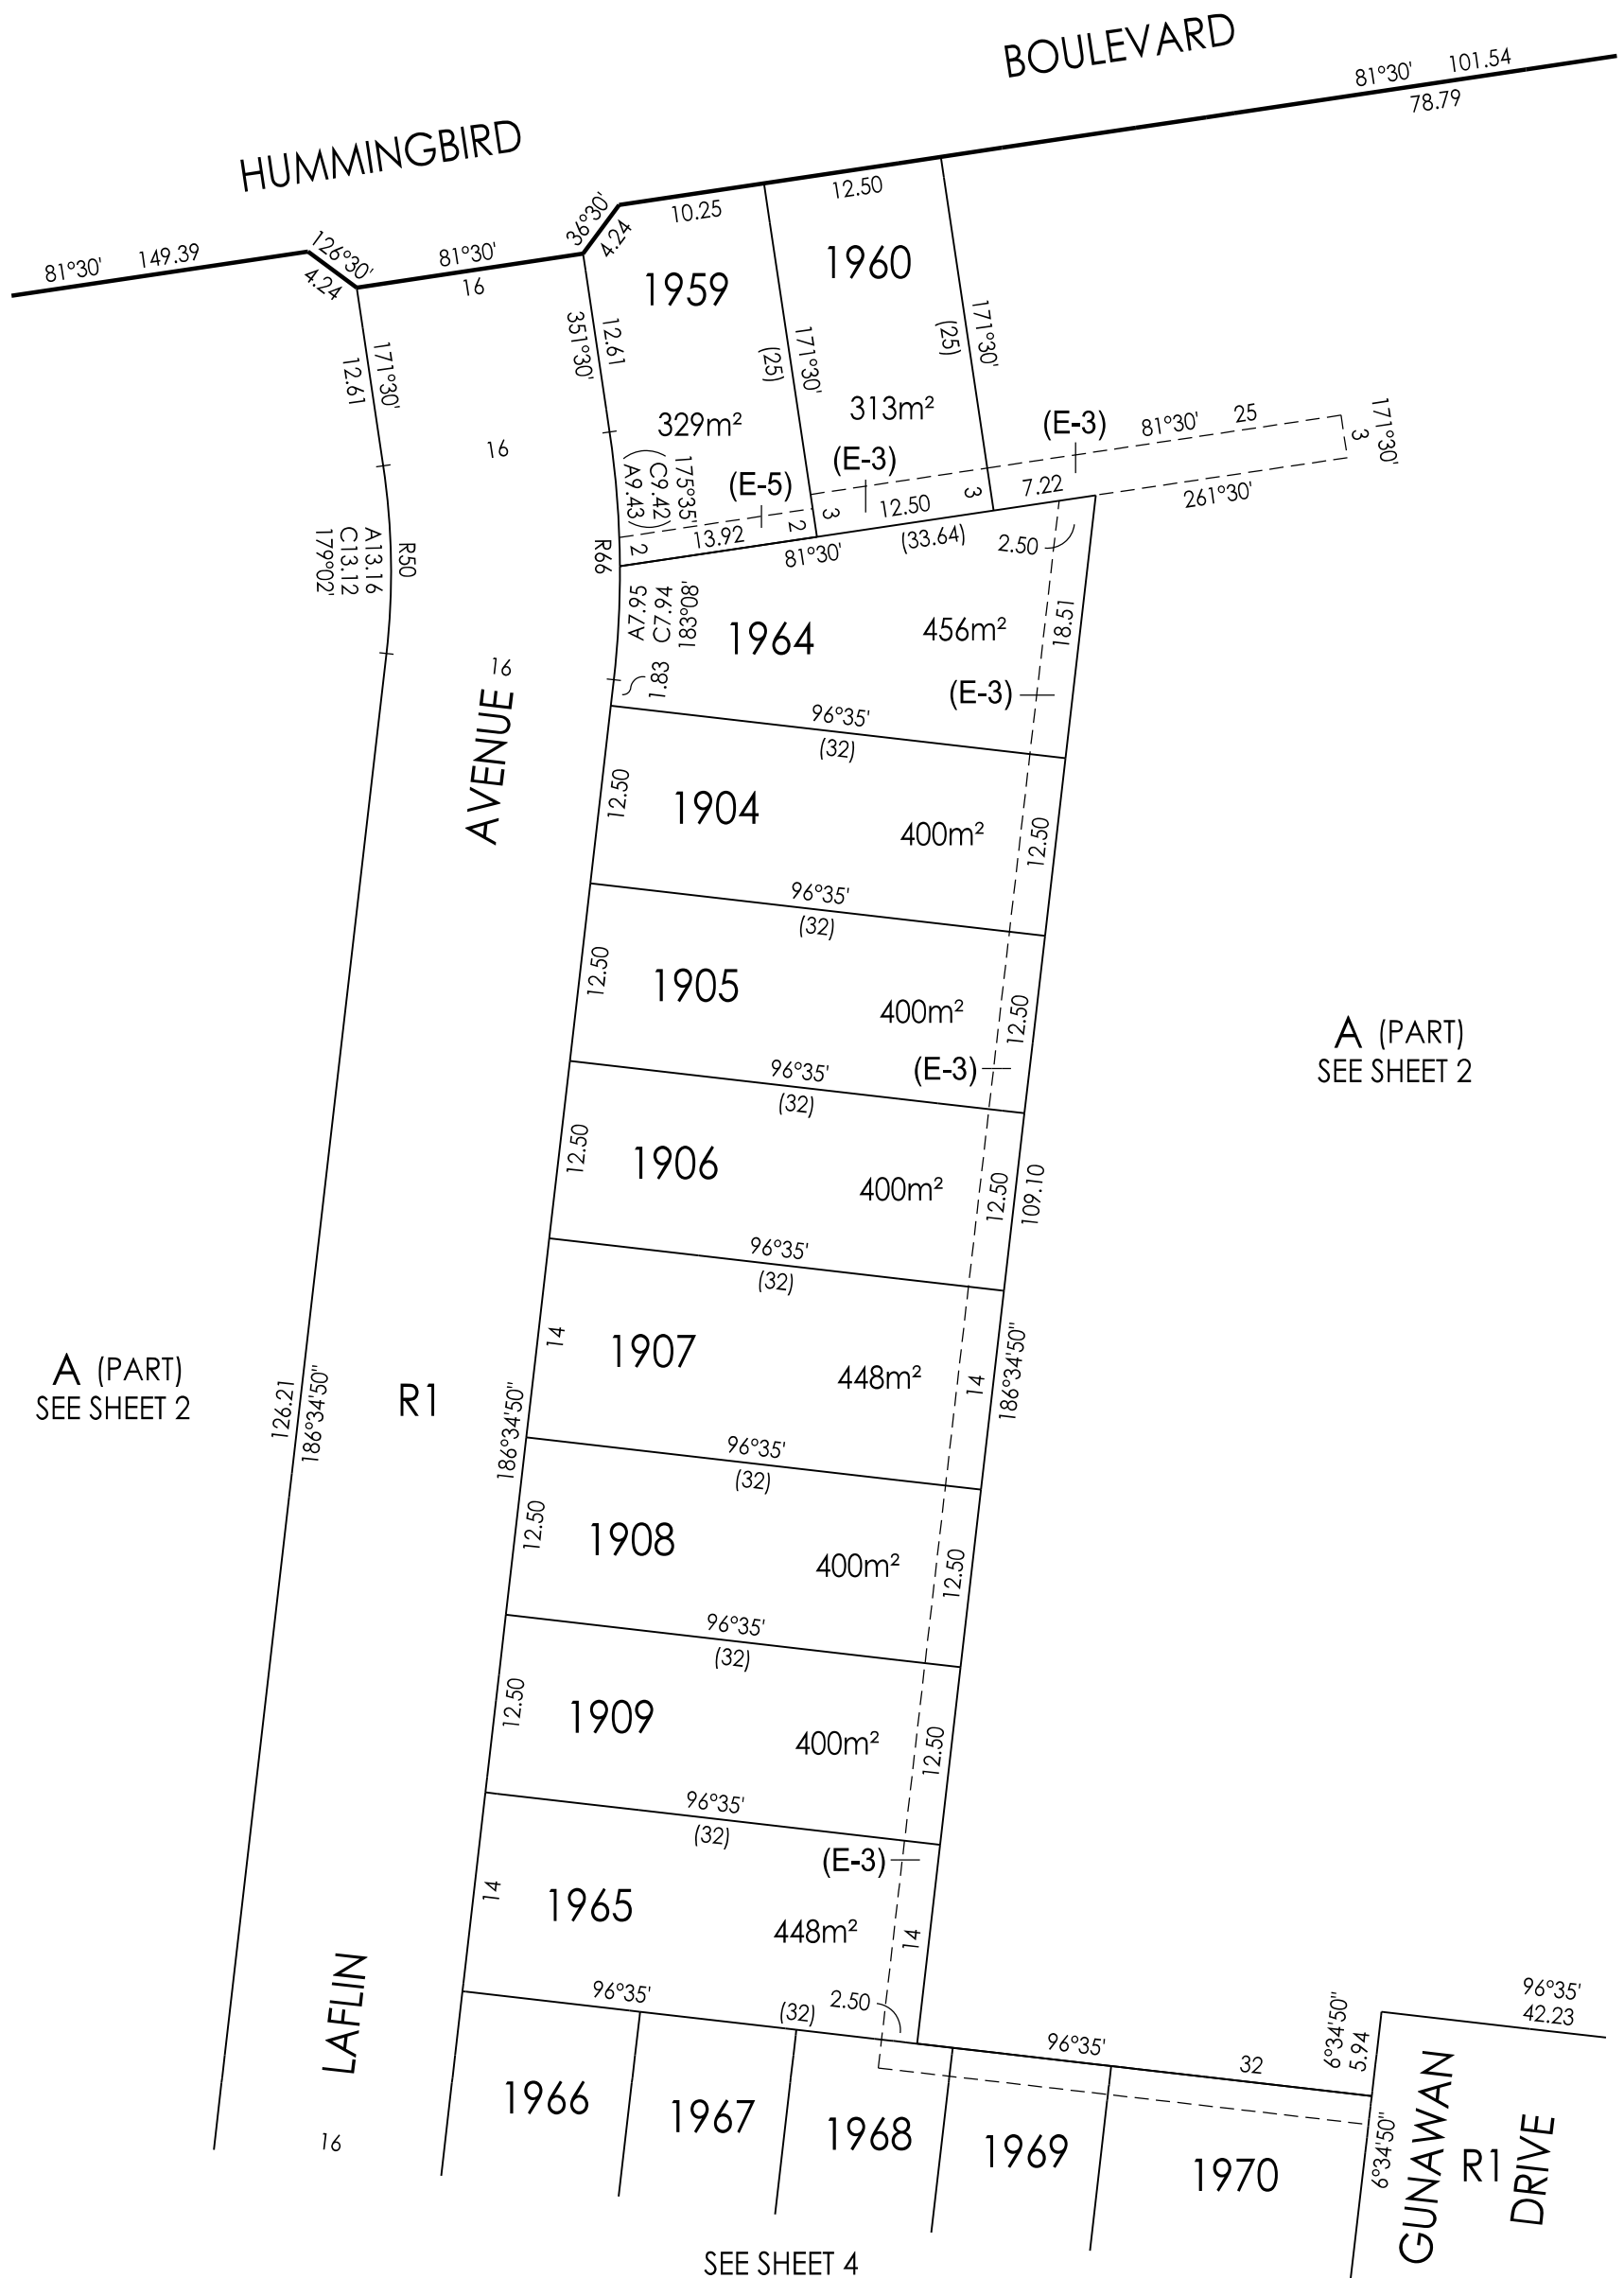 BOULEVARD
81°30' 101.54
78.79
HUMMINGBIRD
81°30' 149.39
126°30'
4.24
81°30'
16
36°30'
4.24
10.25
12.50
1959
1960
171°30'
12.61
351°30'
12.61
171°30'
(25)
171°30'
(25)
16
329m²
313m²
(E-5)
(E-3)
(E-3)
81°30' 25
171°30'
3
261°30'
175°35'
(C9.42)
(A9.43)
2
13.92
2
3
12.50
3
7.22
81°30'
(33.64)
2.50
R50
A13.16
C13.12
179°02'
R66
A7.95
C7.94
183°08'
1.83
1964
456m²
18.51
(E-3)
16
AVENUE
96°35'
(32)
12.50
1904
400m²
12.50
96°35'
(32)
12.50
1905
400m²
12.50
(E-3)
96°35'
(32)
12.50
1906
400m²
12.50
109.10
96°35'
(32)
14
1907
448m²
14
186°34'50"
A (PART)
SEE SHEET 2
A (PART)
SEE SHEET 2
126.21
186°34'50"
R1
186°34'50"
96°35'
(32)
12.50
1908
400m²
12.50
96°35'
(32)
12.50
1909
400m²
12.50
96°35'
(32)
(E-3)
14
1965
448m²
14
LAFLIN
16
96°35'
(32)
2.50
96°35'
32
6°34'50"
5.94
96°35'
42.23
1966
1967
1968
1969
1970
6°34'50"
GUNAWAN
R1
DRIVE
SEE SHEET 4